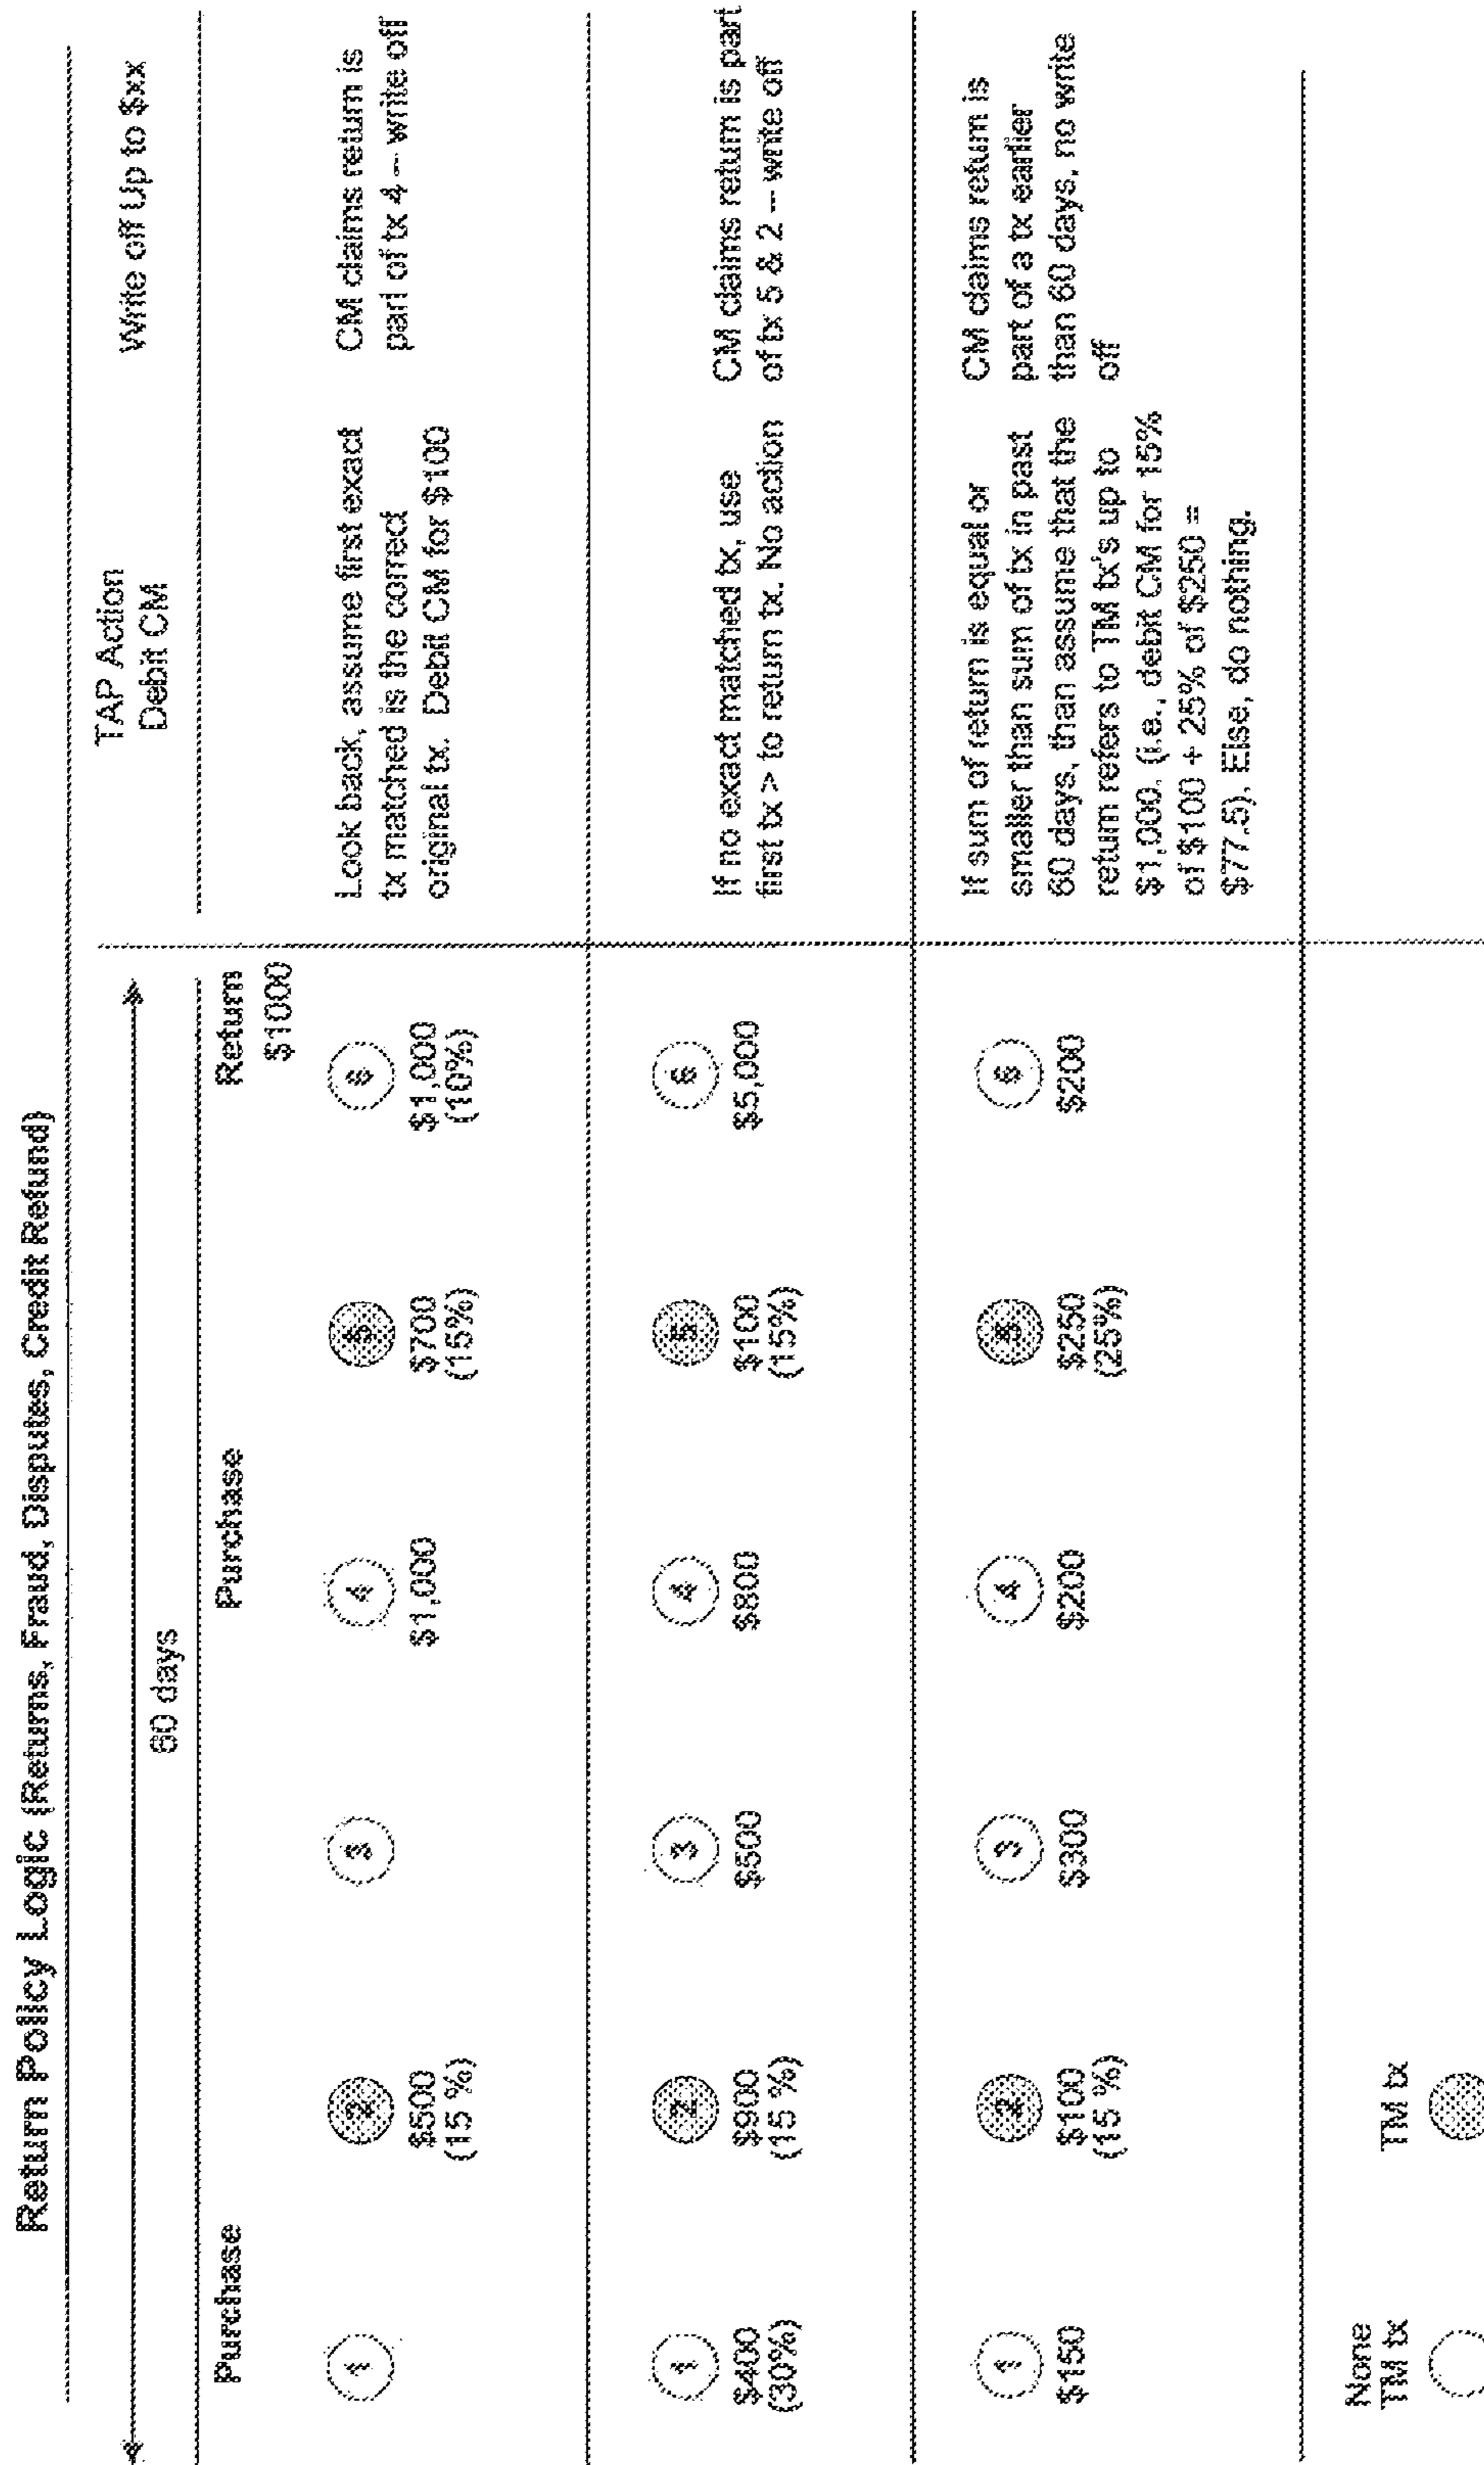 Return Policy Logic (Returns, Fraud, Disputes, Credit Refund)
60 days
TAP Action
Debit CM
Write off Up to $xx
Purchase
Purchase
Return
$1000
1
2
$500
(15 %)
3
4
$1,000
5
$700
(15%)
6
$1,000
(10%)
Look back, assume first exact
tx matched is the correct
original tx. Debit CM for $100
CM claims return is
part of tx 4 -- write off
1
$400
(30%)
2
$900
(15 %)
3
$500
4
$800
5
$100
(15%)
6
$5,000
If no exact matched tx, use
first tx > to return tx. No action
CM claims return is part
of tx 5 & 2 -- write off
1
$150
2
$100
(15 %)
3
$300
4
$200
5
$250
(25%)
6
$200
If sum of return is equal or
smaller than sum of tx in past
60 days, than assume that the
return refers to TM tx's up to
$1,000. (i.e., debit CM for 15%
of $100 + 25% of $250 =
$77.5). Else, do nothing.
CM claims return is
part of a tx earlier
than 60 days, no write
off
None
TM tx
TM tx